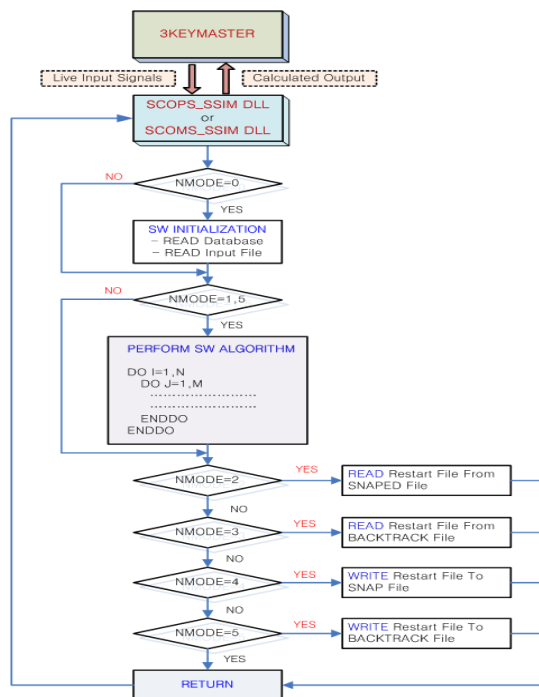 3KEYMASTER
Live Input Signals
Calculated Output
SCOPS_SSIM DLL
or
SCOMS_SSIM DLL
NO
NMODE=0
YES
SW INITIALIZATION
- READ Database
- READ Input File
NO
NMODE=1,5
YES
PERFORM SW ALGORITHM
DO I=1,N
DO J=1,M
........................
........................
ENDDO
ENDDO
NMODE=2
YES
READ Restart File From
SNAPED File
NO
NMODE=3
YES
READ Restart File From
BACKTRACK File
NO
NMODE=4
YES
WRITE Restart File To
SNAP File
NO
NMODE=5
YES
WRITE Restart File To
BACKTRACK File
YES
RETURN